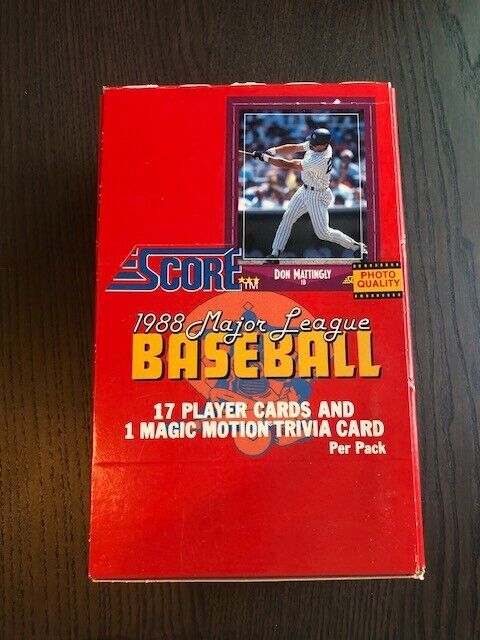 DON MATTINGLY
1B
SCORE TM
PHOTO
QUALITY
1988 Major League
BASEBALL
17 PLAYER CARDS AND
1 MAGIC MOTION TRIVIA CARD
Per Pack